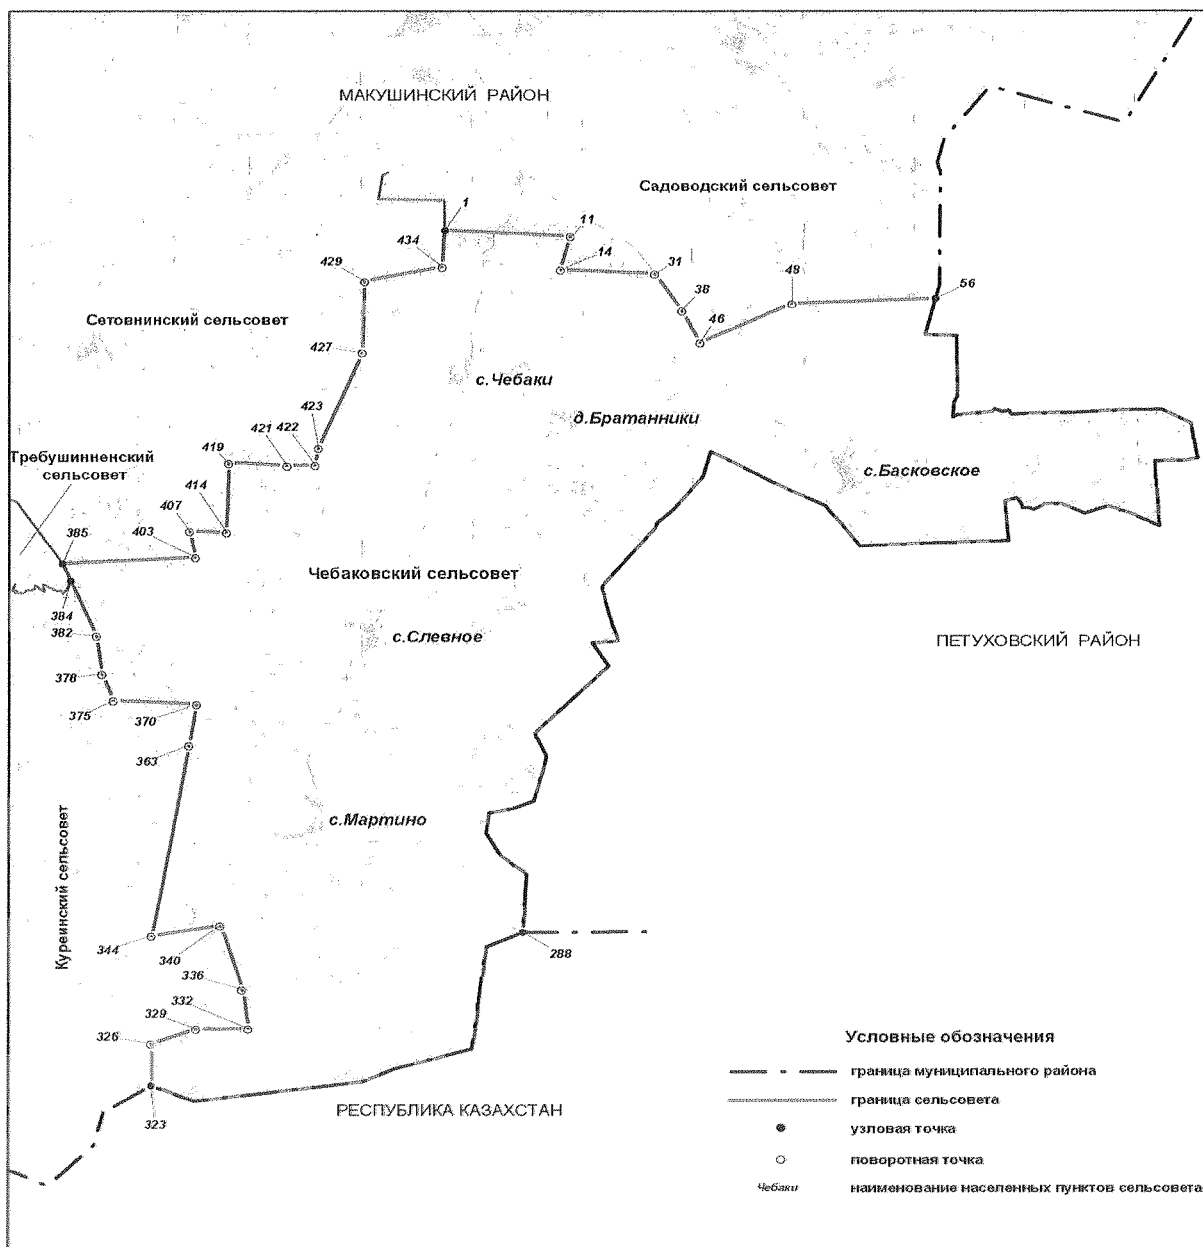 МАКУШИНСКИЙ РАЙОН
Садоводский сельсовет
1
11
434
14
31
429
38
48
56
46
Сетовнинский сельсовет
427
с.Чебаки
д.Братанники
423
421
422
419
Требушинненский
сельсовет
с.Басковское
414
407
385
403
Чебаковский сельсовет
384
382
с.Слевное
ПЕТУХОВСКИЙ РАЙОН
378
375
370
363
с.Мартино
Куреинский сельсовет
344
340
288
336
332
329
326
323
РЕСПУБЛИКА КАЗАХСТАН
Условные обозначения
граница муниципального района
граница сельсовета
узловая точка
поворотная точка
Чебаки наименование населенных пунктов сельсовета